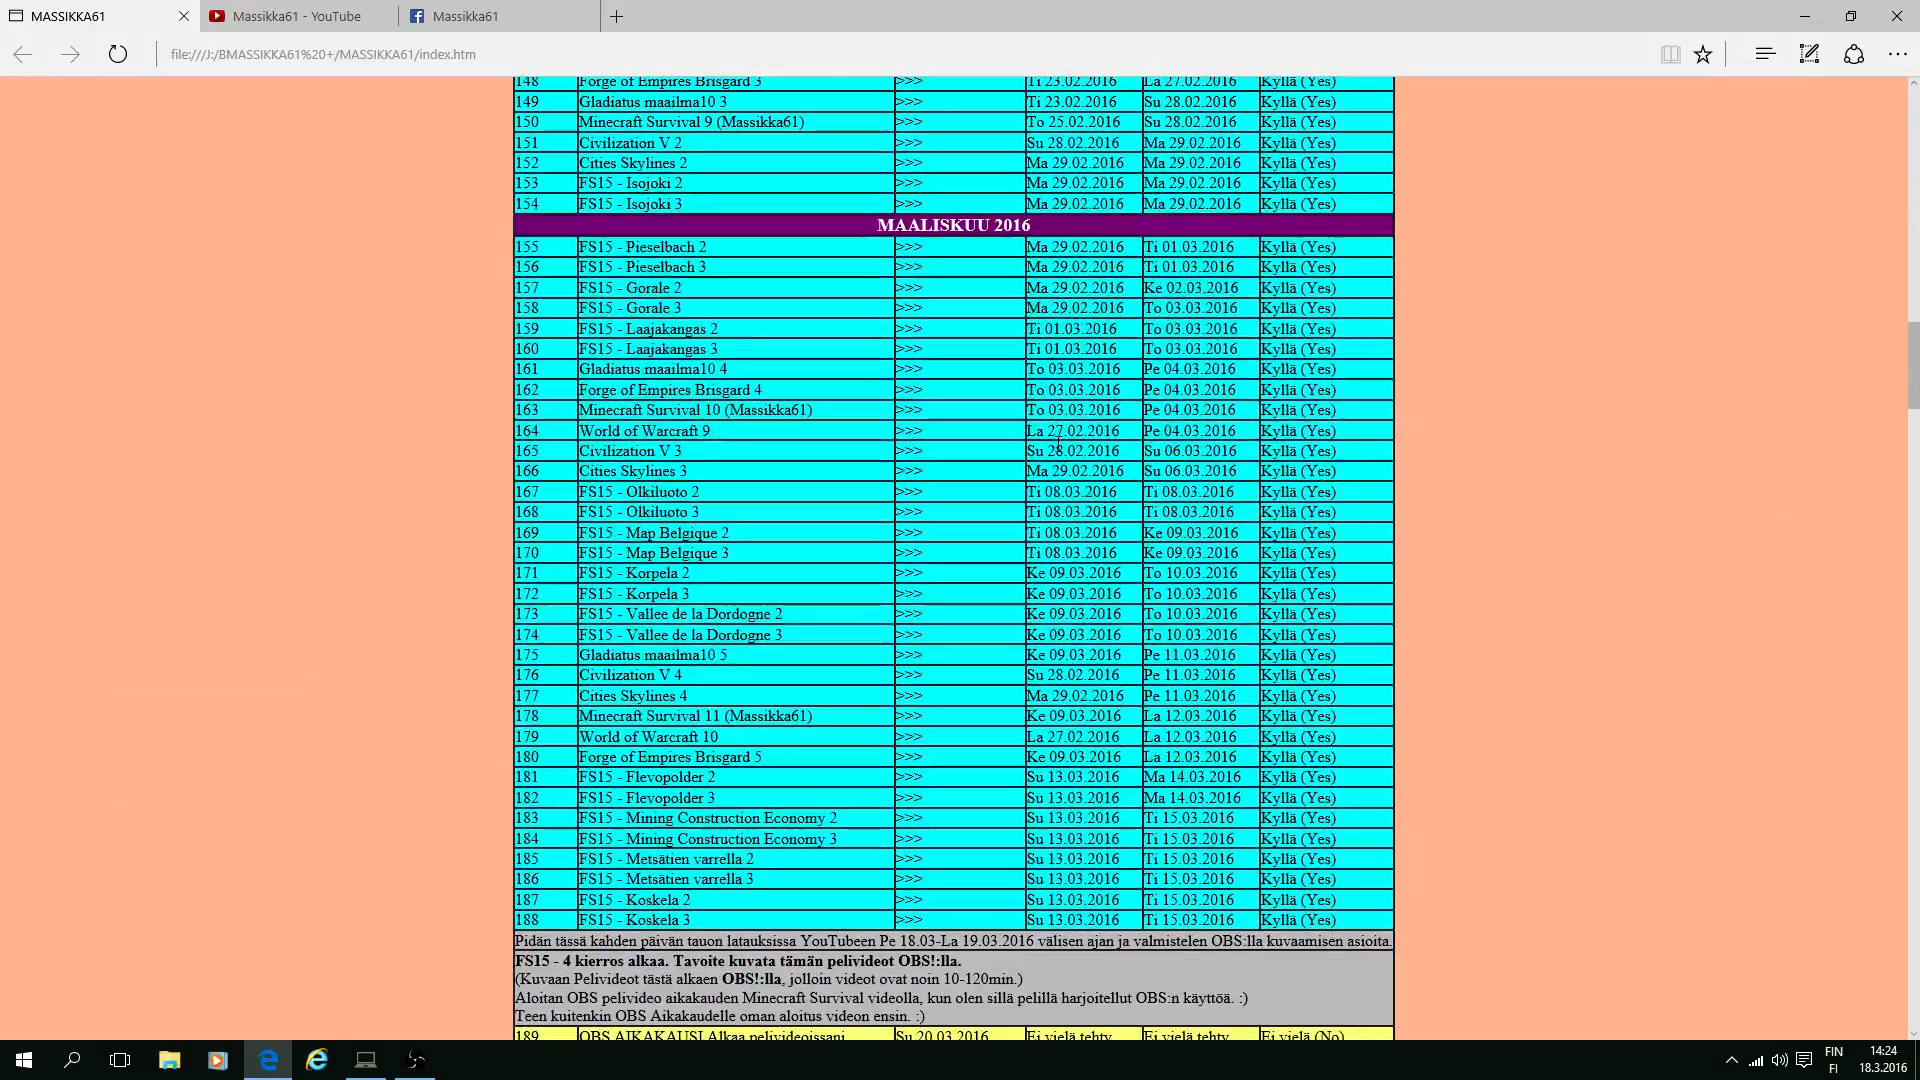 MASSIKKA61
Massikka61 - YouTube
Massikka61
file:///J:/BMASSIKKA61%20+/MASSIKKA61/index.htm
148 Forge of Empires Brisgard 3 >>> Ti 23.02.2016 La 27.02.2016 Kyllä (Yes)
149 Gladiatus maailma10 3 >>> Ti 23.02.2016 Su 28.02.2016 Kyllä (Yes)
150 Minecraft Survival 9 (Massikka61) >>> To 25.02.2016 Su 28.02.2016 Kyllä (Yes)
151 Civilization V 2 >>> Su 28.02.2016 Ma 29.02.2016 Kyllä (Yes)
152 Cities Skylines 2 >>> Ma 29.02.2016 Ma 29.02.2016 Kyllä (Yes)
153 FS15 - Isojoki 2 >>> Ma 29.02.2016 Ma 29.02.2016 Kyllä (Yes)
154 FS15 - Isojoki 3 >>> Ma 29.02.2016 Ma 29.02.2016 Kyllä (Yes)
MAALISKUU 2016
155 FS15 - Pieselbach 2 >>> Ma 29.02.2016 Ti 01.03.2016 Kyllä (Yes)
156 FS15 - Pieselbach 3 >>> Ma 29.02.2016 Ti 01.03.2016 Kyllä (Yes)
157 FS15 - Gorale 2 >>> Ma 29.02.2016 Ke 02.03.2016 Kyllä (Yes)
158 FS15 - Gorale 3 >>> Ma 29.02.2016 To 03.03.2016 Kyllä (Yes)
159 FS15 - Laajakangas 2 >>> Ti 01.03.2016 To 03.03.2016 Kyllä (Yes)
160 FS15 - Laajakangas 3 >>> Ti 01.03.2016 To 03.03.2016 Kyllä (Yes)
161 Gladiatus maailma10 4 >>> To 03.03.2016 Pe 04.03.2016 Kyllä (Yes)
162 Forge of Empires Brisgard 4 >>> To 03.03.2016 Pe 04.03.2016 Kyllä (Yes)
163 Minecraft Survival 10 (Massikka61) >>> To 03.03.2016 Pe 04.03.2016 Kyllä (Yes)
164 World of Warcraft 9 >>> La 27.02.2016 Pe 04.03.2016 Kyllä (Yes)
165 Civilization V 3 >>> Su 28.02.2016 Su 06.03.2016 Kyllä (Yes)
166 Cities Skylines 3 >>> Ma 29.02.2016 Su 06.03.2016 Kyllä (Yes)
167 FS15 - Olkiluoto 2 >>> Ti 08.03.2016 Ti 08.03.2016 Kyllä (Yes)
168 FS15 - Olkiluoto 3 >>> Ti 08.03.2016 Ti 08.03.2016 Kyllä (Yes)
169 FS15 - Map Belgique 2 >>> Ti 08.03.2016 Ke 09.03.2016 Kyllä (Yes)
170 FS15 - Map Belgique 3 >>> Ti 08.03.2016 Ke 09.03.2016 Kyllä (Yes)
171 FS15 - Korpela 2 >>> Ke 09.03.2016 To 10.03.2016 Kyllä (Yes)
172 FS15 - Korpela 3 >>> Ke 09.03.2016 To 10.03.2016 Kyllä (Yes)
173 FS15 - Vallee de la Dordogne 2 >>> Ke 09.03.2016 To 10.03.2016 Kyllä (Yes)
174 FS15 - Vallee de la Dordogne 3 >>> Ke 09.03.2016 To 10.03.2016 Kyllä (Yes)
175 Gladiatus maailma10 5 >>> Ke 09.03.2016 Pe 11.03.2016 Kyllä (Yes)
176 Civilization V 4 >>> Su 28.02.2016 Pe 11.03.2016 Kyllä (Yes)
177 Cities Skylines 4 >>> Ma 29.02.2016 Pe 11.03.2016 Kyllä (Yes)
178 Minecraft Survival 11 (Massikka61) >>> Ke 09.03.2016 La 12.03.2016 Kyllä (Yes)
179 World of Warcraft 10 >>> La 27.02.2016 La 12.03.2016 Kyllä (Yes)
180 Forge of Empires Brisgard 5 >>> Ke 09.03.2016 La 12.03.2016 Kyllä (Yes)
181 FS15 - Flevopolder 2 >>> Su 13.03.2016 Ma 14.03.2016 Kyllä (Yes)
182 FS15 - Flevopolder 3 >>> Su 13.03.2016 Ma 14.03.2016 Kyllä (Yes)
183 FS15 - Mining Construction Economy 2 >>> Su 13.03.2016 Ti 15.03.2016 Kyllä (Yes)
184 FS15 - Mining Construction Economy 3 >>> Su 13.03.2016 Ti 15.03.2016 Kyllä (Yes)
185 FS15 - Metsätien varrella 2 >>> Su 13.03.2016 Ti 15.03.2016 Kyllä (Yes)
186 FS15 - Metsätien varrella 3 >>> Su 13.03.2016 Ti 15.03.2016 Kyllä (Yes)
187 FS15 - Koskela 2 >>> Su 13.03.2016 Ti 15.03.2016 Kyllä (Yes)
188 FS15 - Koskela 3 >>> Su 13.03.2016 Ti 15.03.2016 Kyllä (Yes)
Pidän tässä kahden päivän tauon latauksissa YouTubeen Pe 18.03-La 19.03.2016 välisen ajan ja valmistelen OBS:lla kuvaamisen asioita.
FS15 - 4 kierros alkaa. Tavoite kuvata tämän pelivideot OBS!:lla.
(Kuvaan Pelivideot tästä alkaen OBS!:lla, jolloin videot ovat noin 10-120min.)
Aloitan OBS pelivideo aikakauden Minecraft Survival videolla, kun olen sillä pelillä harjoitellut OBS:n käyttöä. :)
Teen kuitenkin OBS Aikakaudelle oman aloitus videon ensin. :)
189 OBS AIKAKAUSI Alkaa pelivideoissani Su 20.03.2016 Ei vielä tehty Ei vielä tehty Ei vielä (No)
FIN 14:24
FI 18.3.2016